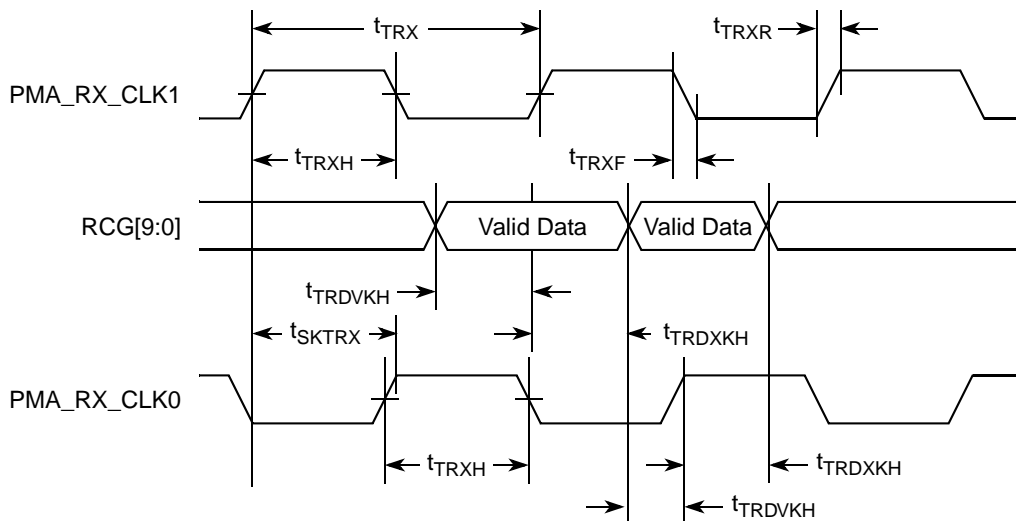 tTRX
tTRXR
PMA_RX_CLK1
tTRXH
tTRXF
RCG[9:0]
Valid Data
Valid Data
tTRDVKH
tSKTRX
tTRDXKH
PMA_RX_CLK0
tTRXH
tTRDXKH
tTRDVKH